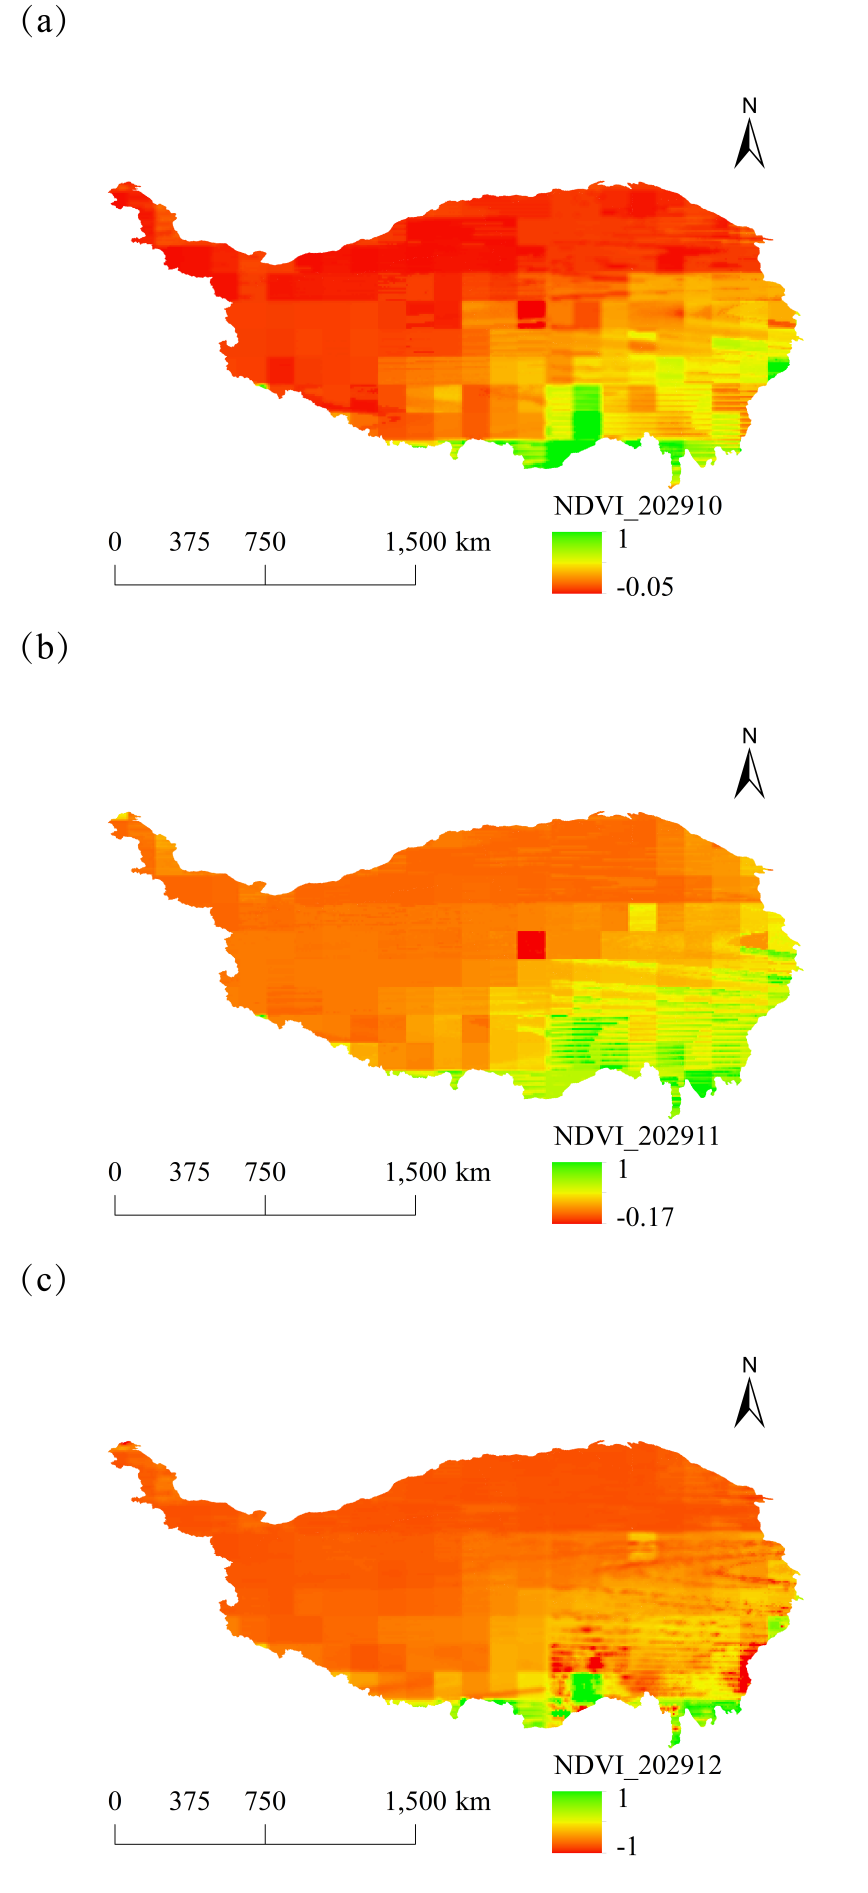 (a)
N
NDVI_202910
0 375 750 1,500 km
1
-0.05
(b)
N
NDVI_202911
0 375 750 1,500 km
1
-0.17
(c)
N
NDVI_202912
0 375 750 1,500 km
1
-1